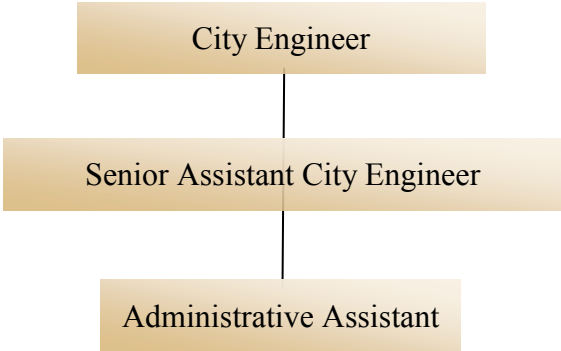 City Engineer
Senior Assistant City Engineer
Administrative Assistant